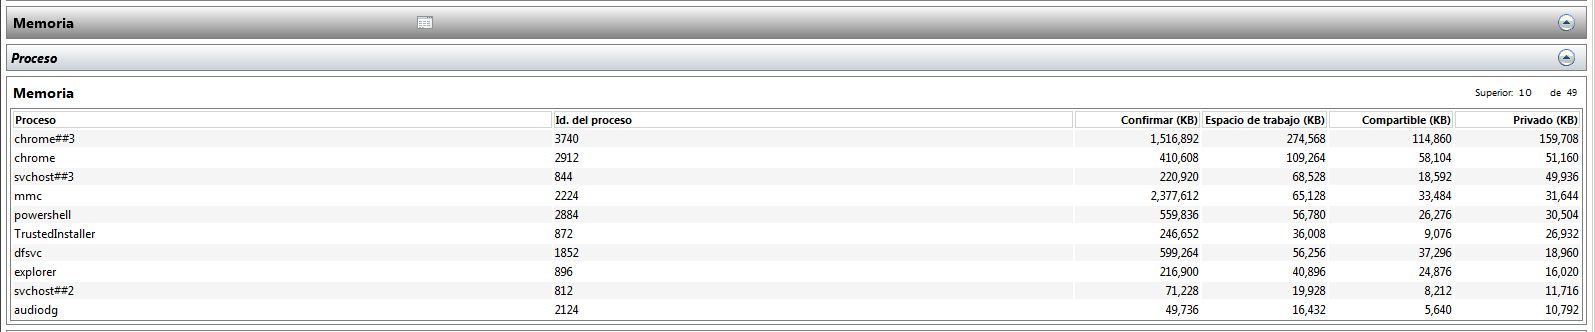 Memoria
Proceso
Memoria Superior: 10 de 49
Proceso Id. del proceso Confirmar (KB) Espacio de trabajo (KB) Compartible (KB) Privado (KB)
chrome##3 3740 1,516,892 274,568 114,860 159,708
chrome 2912 410,608 109,264 58,104 51,160
svchost##3 844 220,920 68,528 18,592 49,936
mmc 2224 2,377,612 65,128 33,484 31,644
powershell 2884 559,836 56,780 26,276 30,504
TrustedInstaller 872 246,652 36,008 9,076 26,932
dfsvc 1852 599,264 56,256 37,296 18,960
explorer 896 216,900 40,896 24,876 16,020
svchost##2 812 71,228 19,928 8,212 11,716
audiodg 2124 49,736 16,432 5,640 10,792